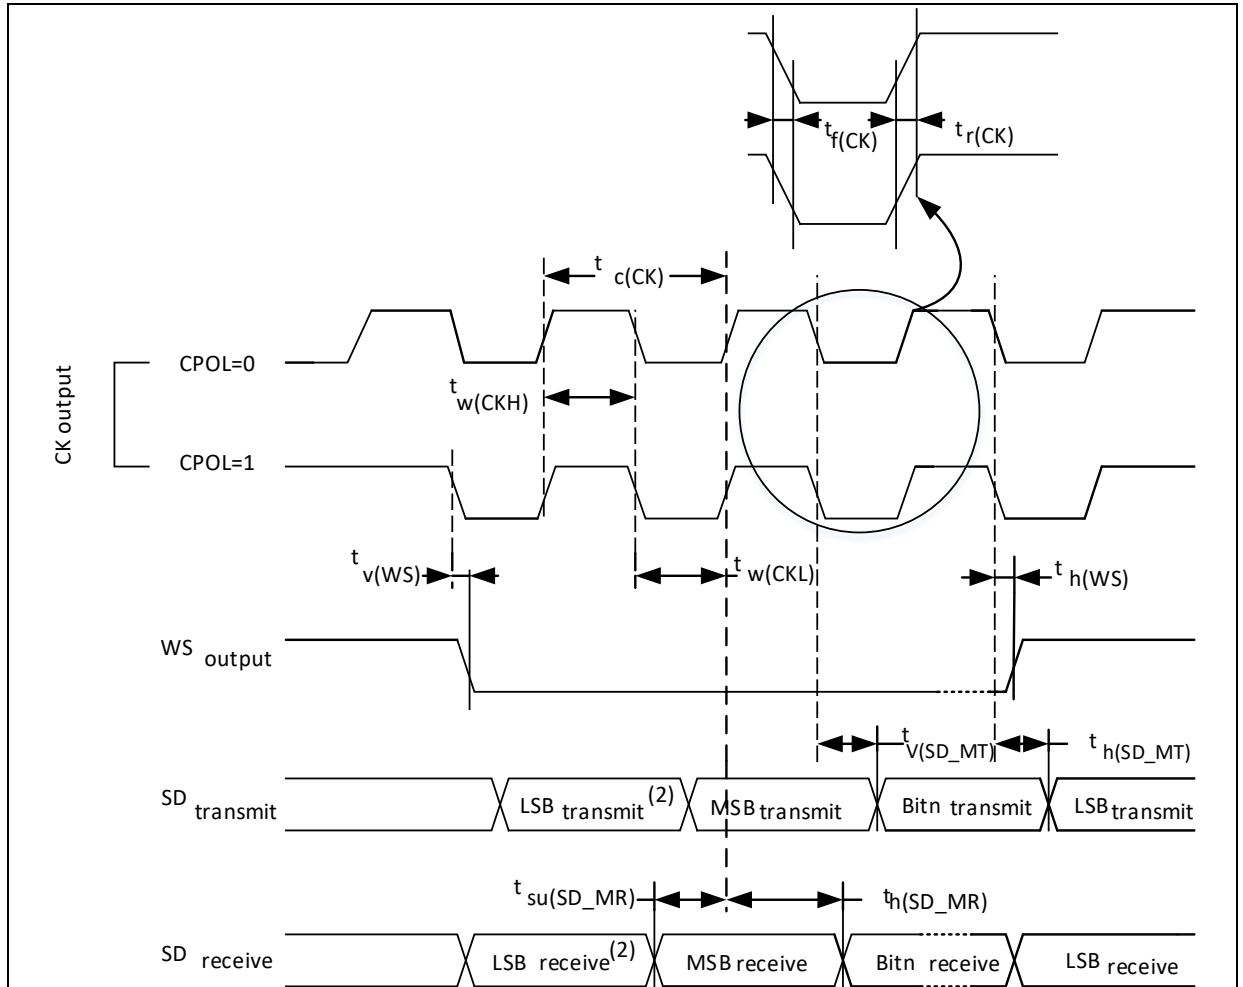 t f(CK)
t r(CK)
t c(CK)
CPOL=0
t w(CKH)
CK output
CPOL=1
t v(WS)
t w(CKL)
t h(WS)
WS output
t V(SD_MT)
t h(SD_MT)
SD transmit
LSB transmit(2)
MSB transmit
Bitn transmit
LSB transmit
t su(SD_MR)
th(SD_MR)
SD receive
LSB receive(2)
MSB receive
Bitn receive
LSB receive